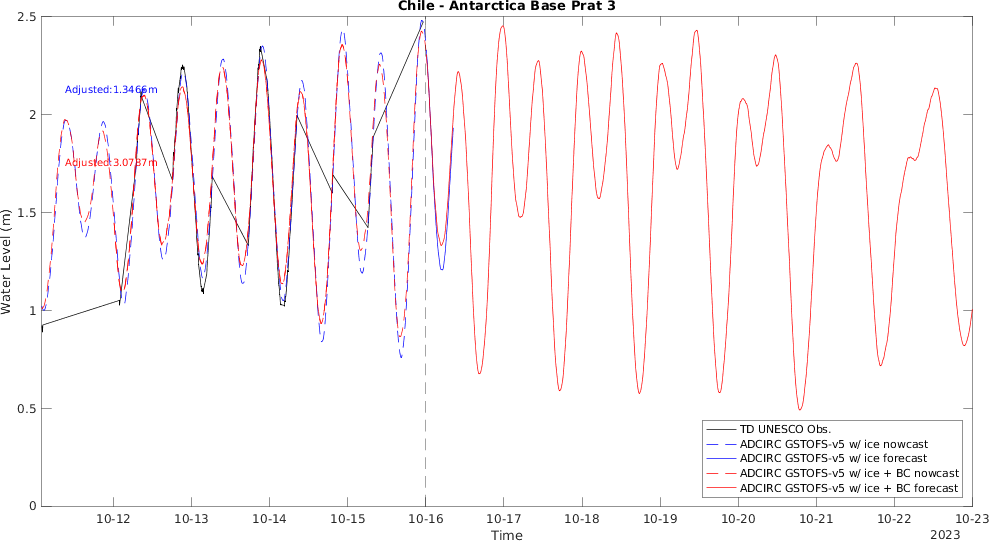 Chile - Antarctica Base Prat 3
2.5
2
1.5
1
0.5
0
Water Level (m)
Adjusted:1.3466m
Adjusted:3.0737m
10-12
10-13
10-14
10-15
10-16
10-17
10-18
10-19
10-20
10-21
10-22
10-23
Time
2023
TD UNESCO Obs.
ADCIRC GSTOFS-v5 w/ ice nowcast
ADCIRC GSTOFS-v5 w/ ice forecast
ADCIRC GSTOFS-v5 w/ ice + BC nowcast
ADCIRC GSTOFS-v5 w/ ice + BC forecast